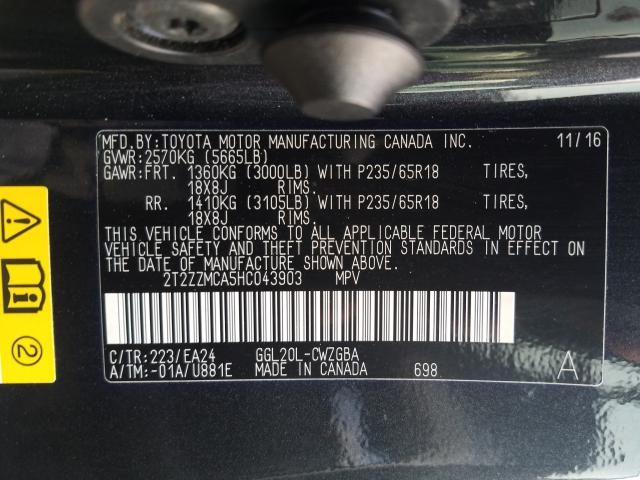 MFD.BY:TOYOTA MOTOR MANUFACTURING CANADA INC. 11/16
GVWR:2570KG (5665LB)
GAWR:FRT. 1360KG (3000LB) WITH P235/65R18 TIRES,
18X8J RIMS.
RR. 1410KG (3105LB) WITH P235/65R18 TIRES,
18X8J RIMS.
THIS VEHICLE CONFORMS TO ALL APPLICABLE FEDERAL MOTOR
VEHICLE SAFETY AND THEFT PREVENTION STANDARDS IN EFFECT ON
THE DATE OF MANUFACTURE SHOWN ABOVE.
2T2ZZMCA5HC043903 MPV
C/TR:223/EA24 GGL20L-CWZGBA
A/TM:-01A/U881E MADE IN CANADA 698 A
2